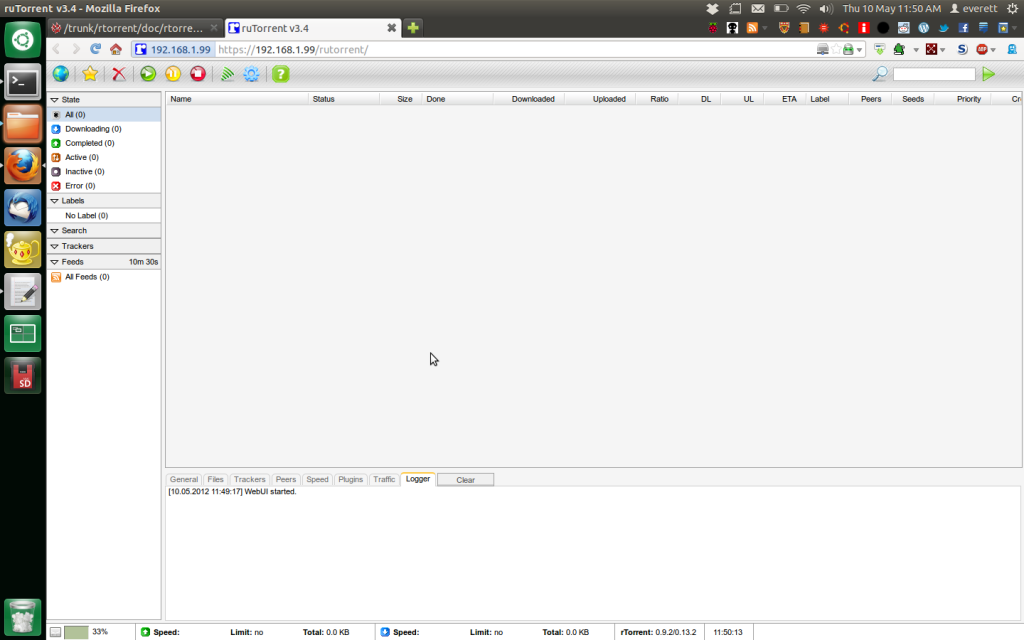 ruTorrent v3.4 - Mozilla Firefox
Thu 10 May 11:50 AM everett
/trunk/rtorrent/doc/rtorre...
ruTorrent v3.4
192.168.1.99 https://192.168.1.99/rutorrent/
State
All (0)
Downloading (0)
Completed (0)
Active (0)
Inactive (0)
Error (0)
Labels
No Label (0)
Search
Trackers
Feeds 10m 30s
All Feeds (0)
Name Status Size Done Downloaded Uploaded Ratio DL UL ETA Label Peers Seeds Priority Cr
General Files Trackers Peers Speed Plugins Traffic Logger Clear
[10.05.2012 11:49:17] WebUI started.
SD
33% Speed: Limit: no Total: 0.0 KB Speed: Limit: no Total: 0.0 KB rTorrent: 0.9.2/0.13.2 11:50:13